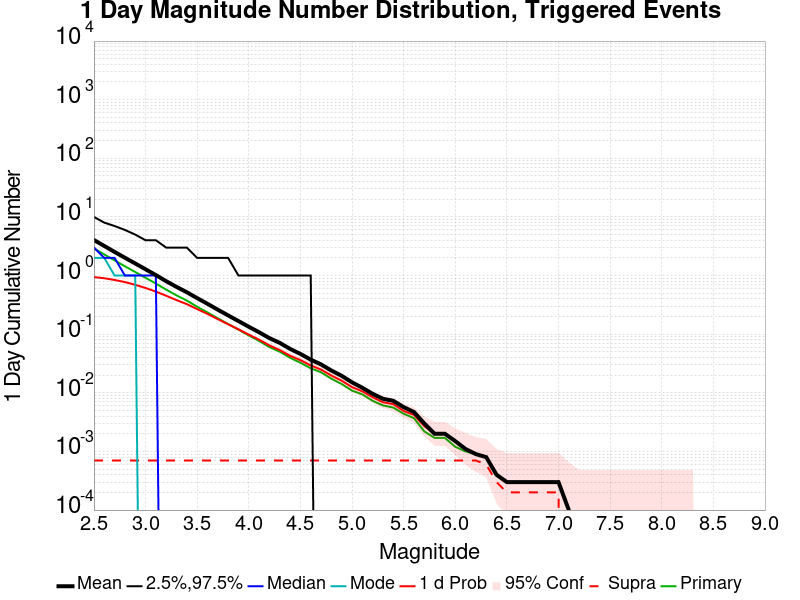 1 Day Magnitude Number Distribution, Triggered Events
10 4
10 3
10 2
10 1
10 0
10 -1
10 -2
10 -3
10 -4
1 Day Cumulative Number
2.5 3.0 3.5 4.0 4.5 5.0 5.5 6.0 6.5 7.0 7.5 8.0 8.5 9.0
Magnitude
Mean 2.5%,97.5% Median Mode 1 d Prob 95% Conf Supra Primary